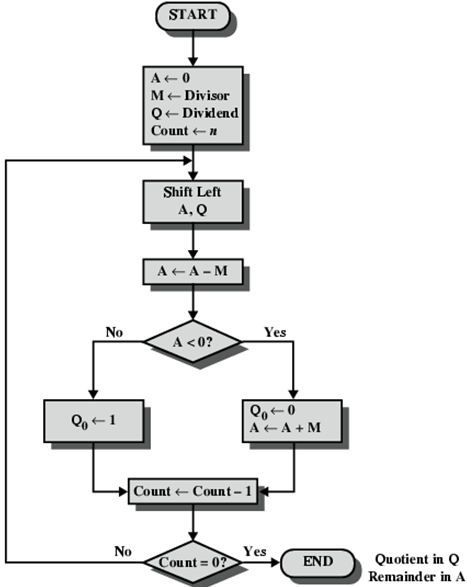 START
A ← 0
M ← Divisor
Q ← Dividend
Count ← n
Shift Left
A, Q
A ← A – M
No
A < 0?
Yes
Q₀ ← 1
Q₀ ← 0
A ← A + M
Count ← Count – 1
No
Count = 0?
Yes
END
Quotient in Q
Remainder in A